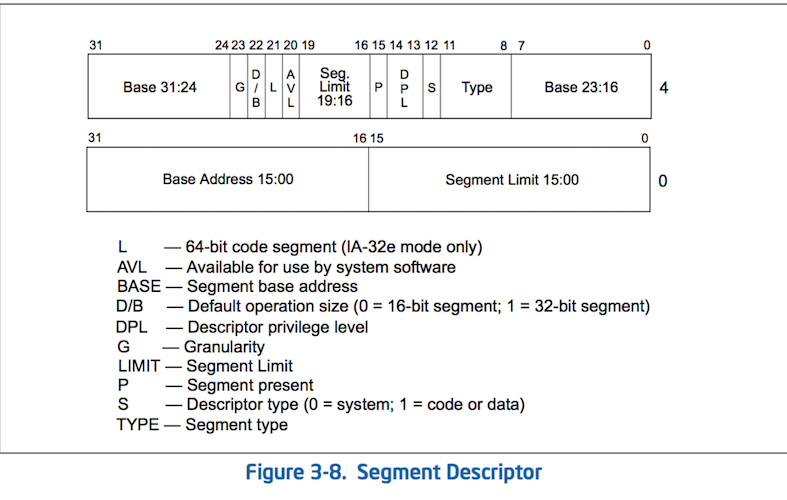 31 24 23 22 21 20 19 16 15 14 13 12 11 8 7 0
Base 31:24 G D/B L AVL Seg. Limit 19:16 P DPL S Type Base 23:16 4
31 16 15 0
Base Address 15:00 Segment Limit 15:00 0
L — 64-bit code segment (IA-32e mode only)
AVL — Available for use by system software
BASE — Segment base address
D/B — Default operation size (0 = 16-bit segment; 1 = 32-bit segment)
DPL — Descriptor privilege level
G — Granularity
LIMIT — Segment Limit
P — Segment present
S — Descriptor type (0 = system; 1 = code or data)
TYPE — Segment type
Figure 3-8. Segment Descriptor